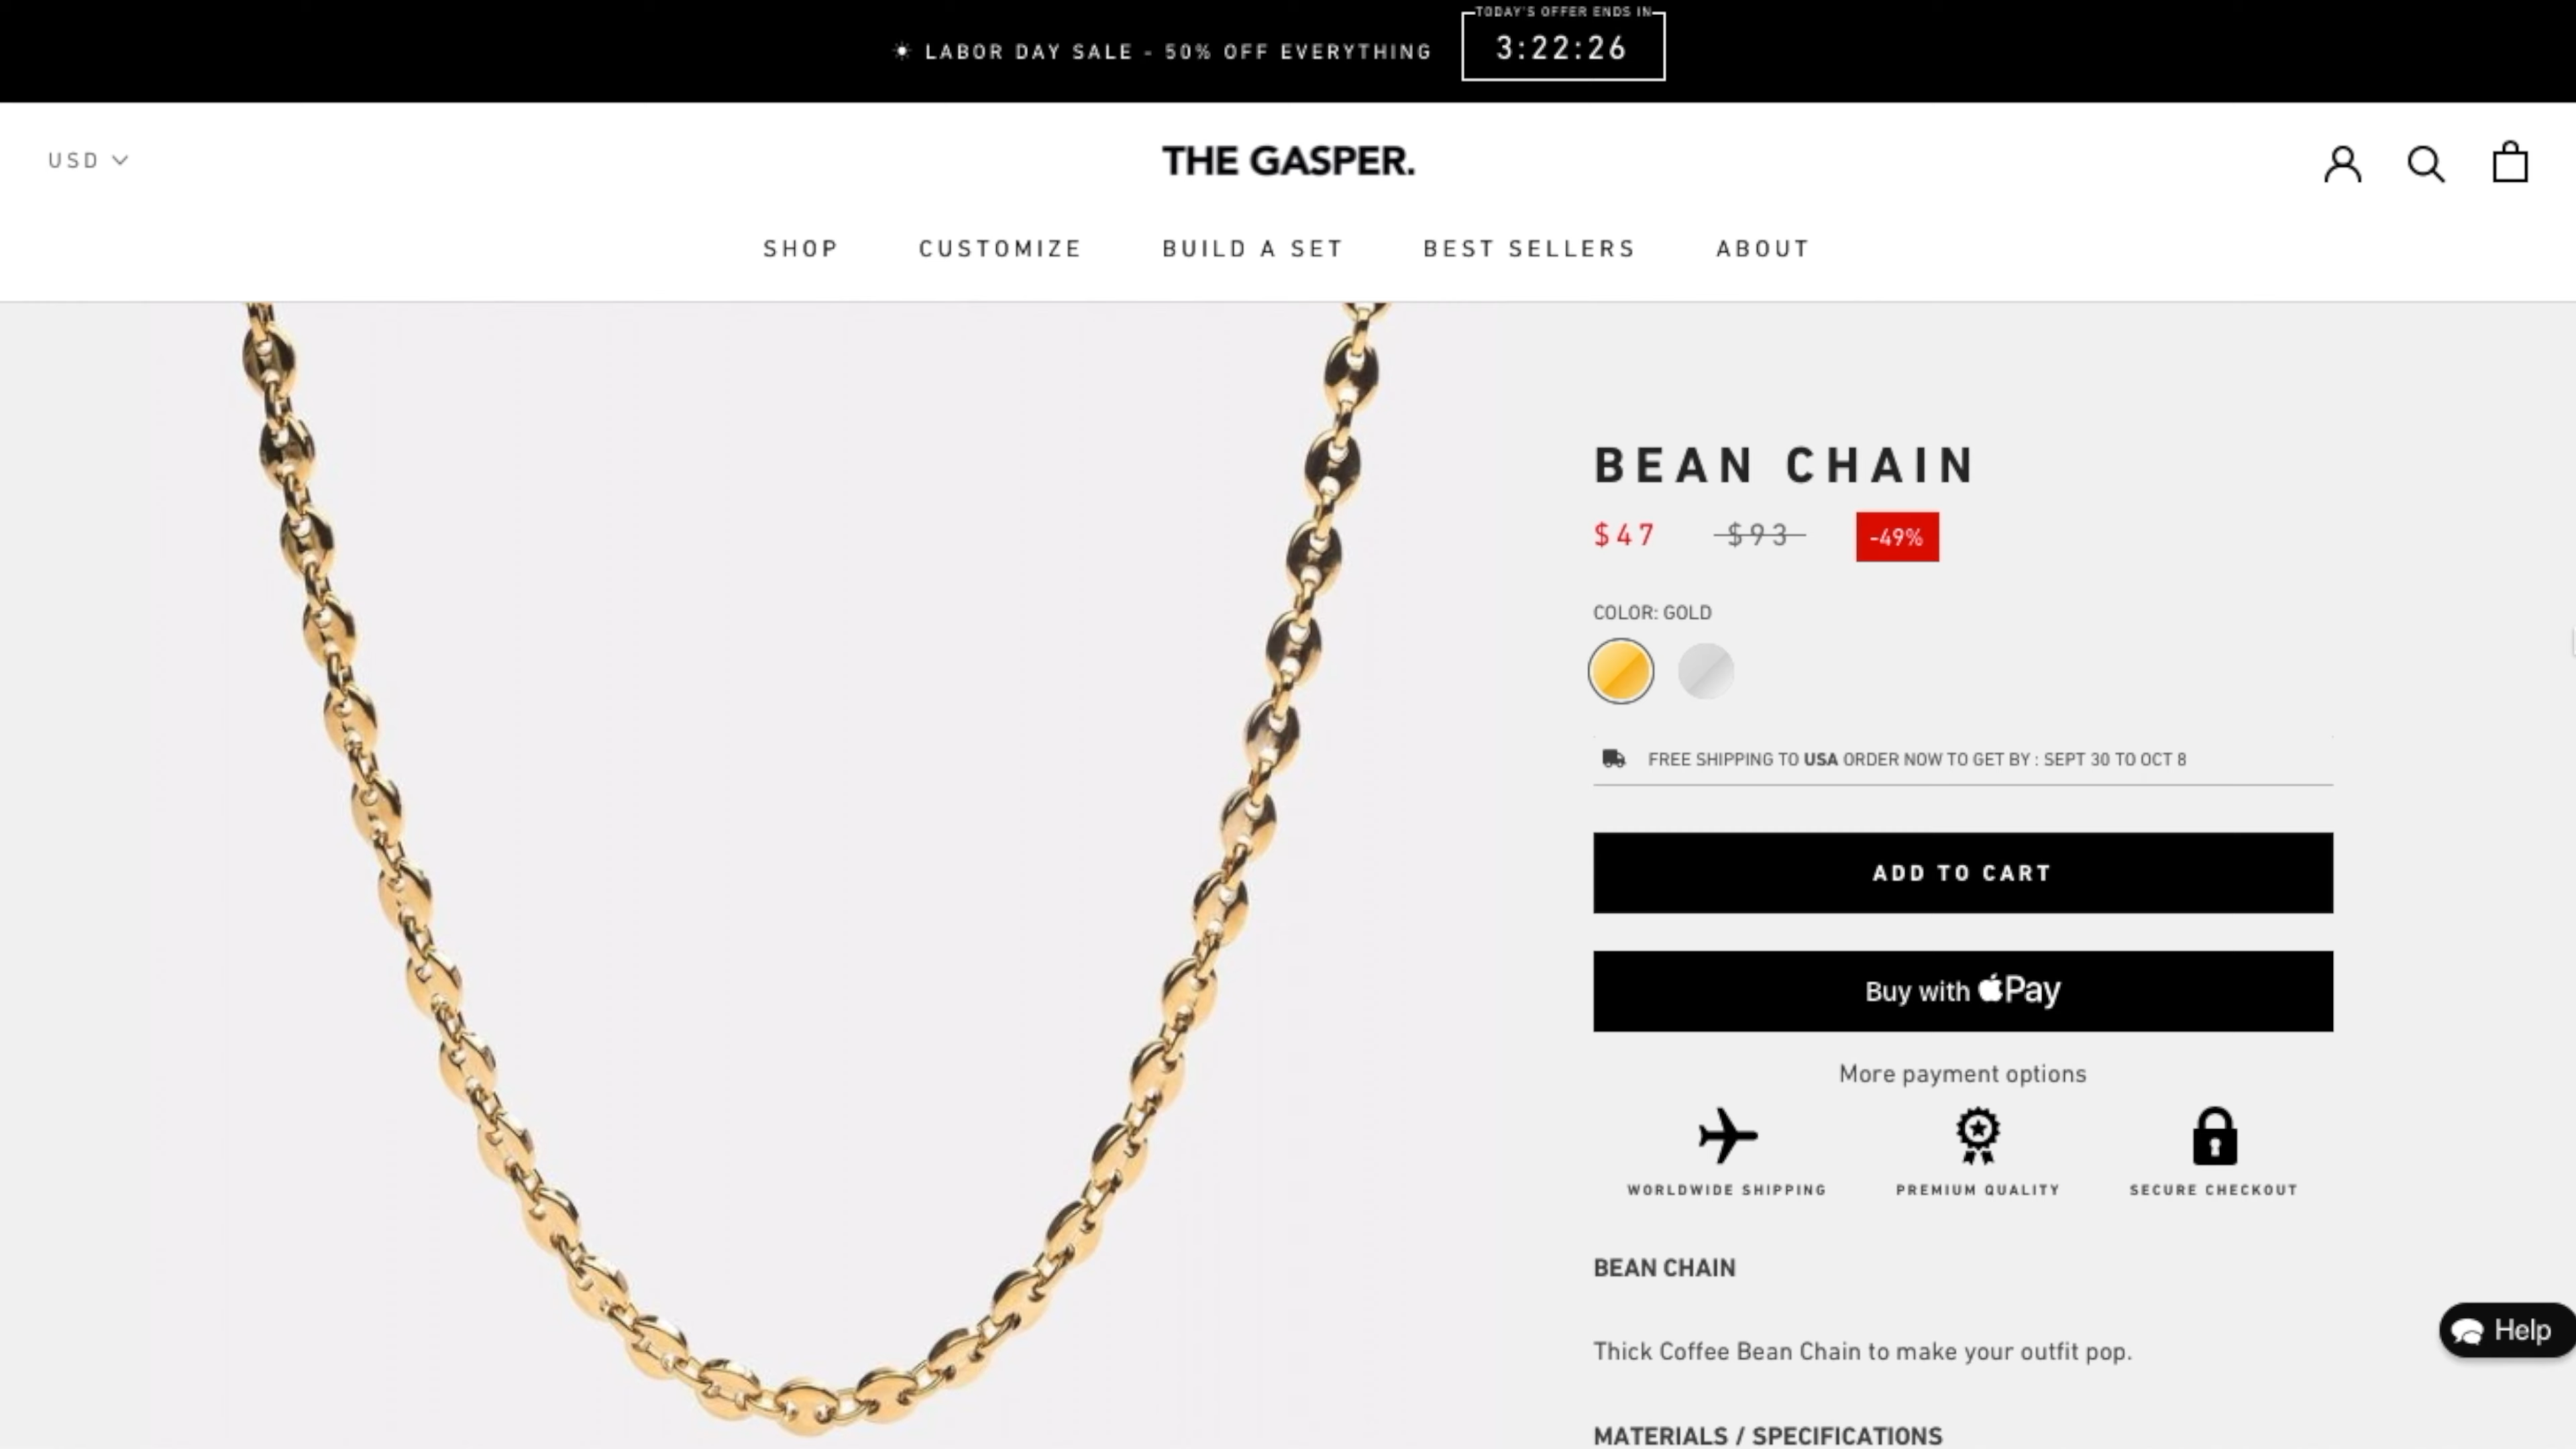 TODAY'S OFFER ENDS IN
☀ LABOR DAY SALE - 50% OFF EVERYTHING
3:22:26
USD
THE GASPER.
SHOP CUSTOMIZE BUILD A SET BEST SELLERS ABOUT
BEAN CHAIN
$47 $93 -49%
COLOR: GOLD
FREE SHIPPING TO USA ORDER NOW TO GET BY : SEPT 30 TO OCT 8
ADD TO CART
Buy with Pay
More payment options
WORLDWIDE SHIPPING PREMIUM QUALITY SECURE CHECKOUT
BEAN CHAIN
Thick Coffee Bean Chain to make your outfit pop.
MATERIALS / SPECIFICATIONS
Help